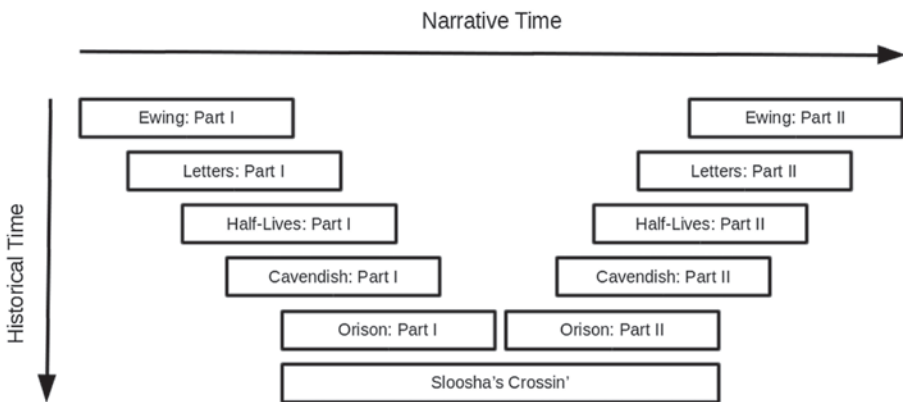 Narrative Time
Historical Time
Ewing: Part I
Ewing: Part II
Letters: Part I
Letters: Part II
Half-Lives: Part I
Half-Lives: Part II
Cavendish: Part I
Cavendish: Part II
Orison: Part I
Orison: Part II
Sloosha's Crossin'